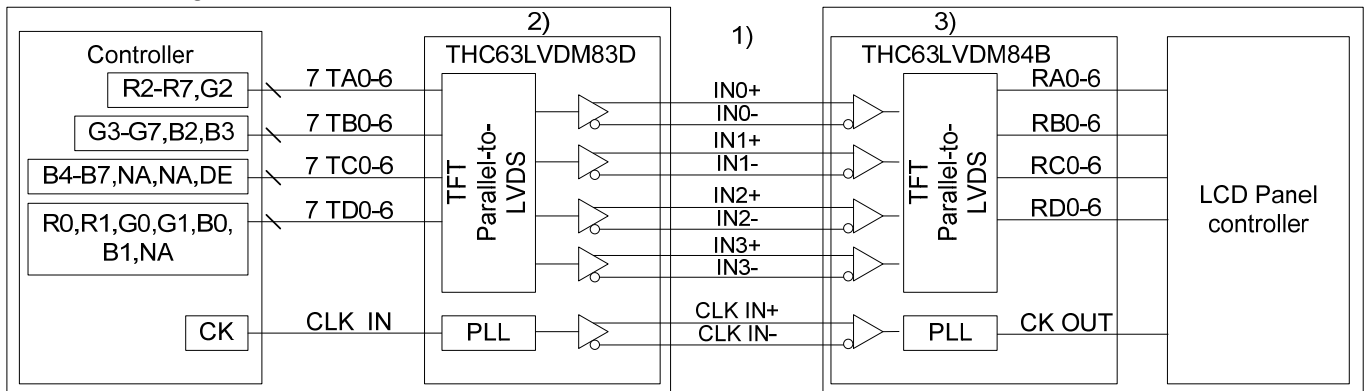 2)
1)
3)
Controller
THC63LVDM83D
THC63LVDM84B
R2-R7,G2
7 TA0-6
G3-G7,B2,B3
7 TB0-6
B4-B7,NA,NA,DE
7 TC0-6
R0,R1,G0,G1,B0,
B1,NA
7 TD0-6
CK
CLK IN
TFT
Parallel-to-
LVDS
PLL
IN0+
IN0-
IN1+
IN1-
IN2+
IN2-
IN3+
IN3-
CLK IN+
CLK IN-
TFT
Parallel-to-
LVDS
PLL
RA0-6
RB0-6
RC0-6
RD0-6
CK OUT
LCD Panel
controller